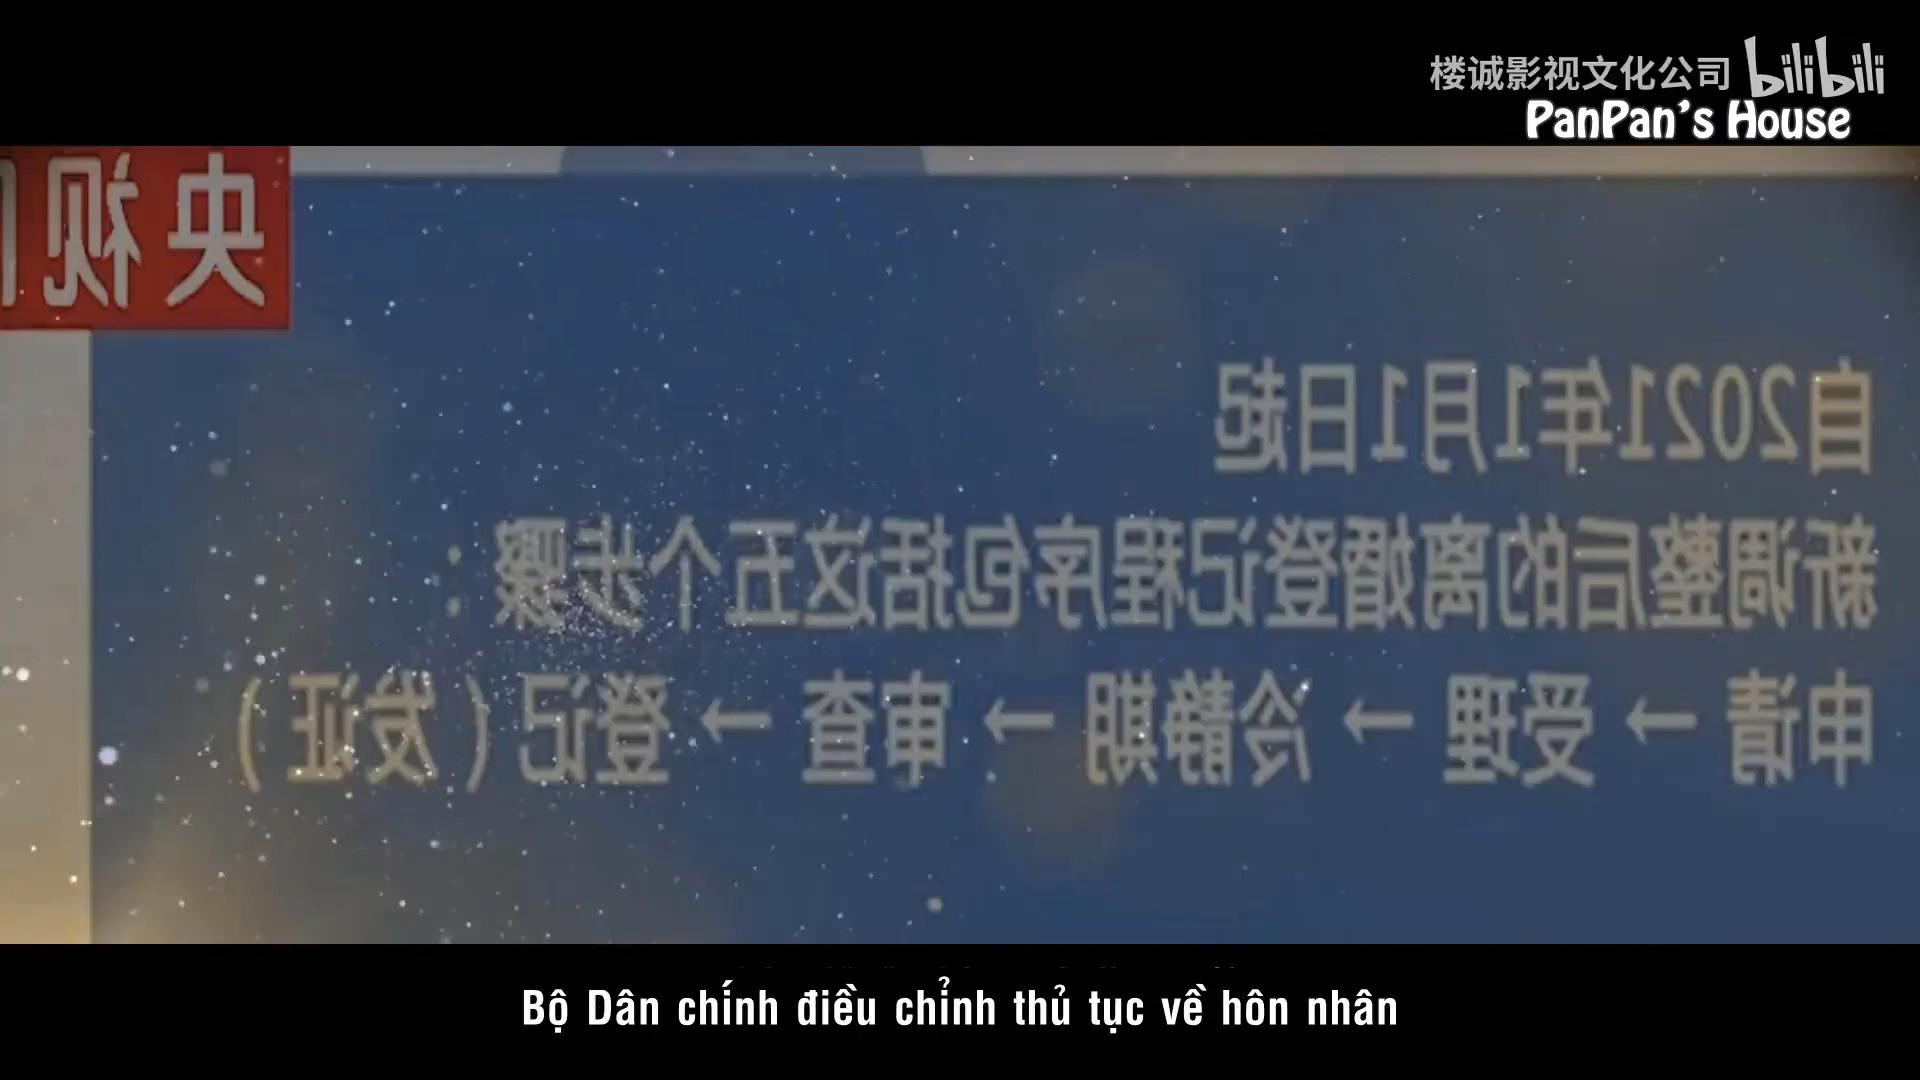 楼诚影视文化公司 bilibili
PanPan's House
央视
自2021年1月1日起
新调整后的离婚登记程序包括这五个步骤：
申请 → 受理 → 冷静期 → 审查 → 登记（发证）
Bộ Dân chính điều chỉnh thủ tục về hôn nhân